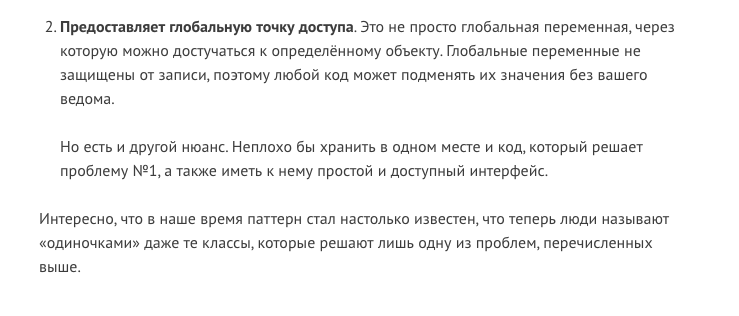 2. Предоставляет глобальную точку доступа. Это не просто глобальная переменная, через
которую можно достучаться к определённому объекту. Глобальные переменные не
защищены от записи, поэтому любой код может подменять их значения без вашего
ведома.
Но есть и другой нюанс. Неплохо бы хранить в одном месте и код, который решает
проблему №1, а также иметь к нему простой и доступный интерфейс.
Интересно, что в наше время паттерн стал настолько известен, что теперь люди называют
«одиночками» даже те классы, которые решают лишь одну из проблем, перечисленных
выше.